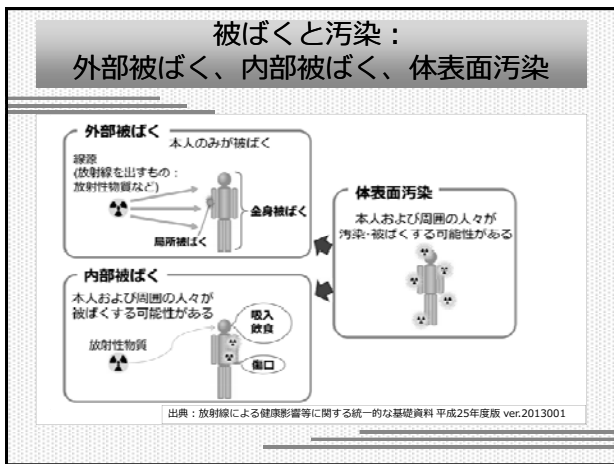 被ばくと汚染：
外部被ばく、内部被ばく、体表面汚染
外部被ばく
本人のみが被ばく
線源
(放射線を出すもの：
放射性物質など)
全身被ばく
局所被ばく
内部被ばく
本人および周囲の人々が
被ばくする可能性がある
放射性物質
吸入
飲食
傷口
体表面汚染
本人および周囲の人々が
汚染・被ばくする可能性がある
出典：放射線による健康影響等に関する統一的な基礎資料 平成25年度版 ver.2013001